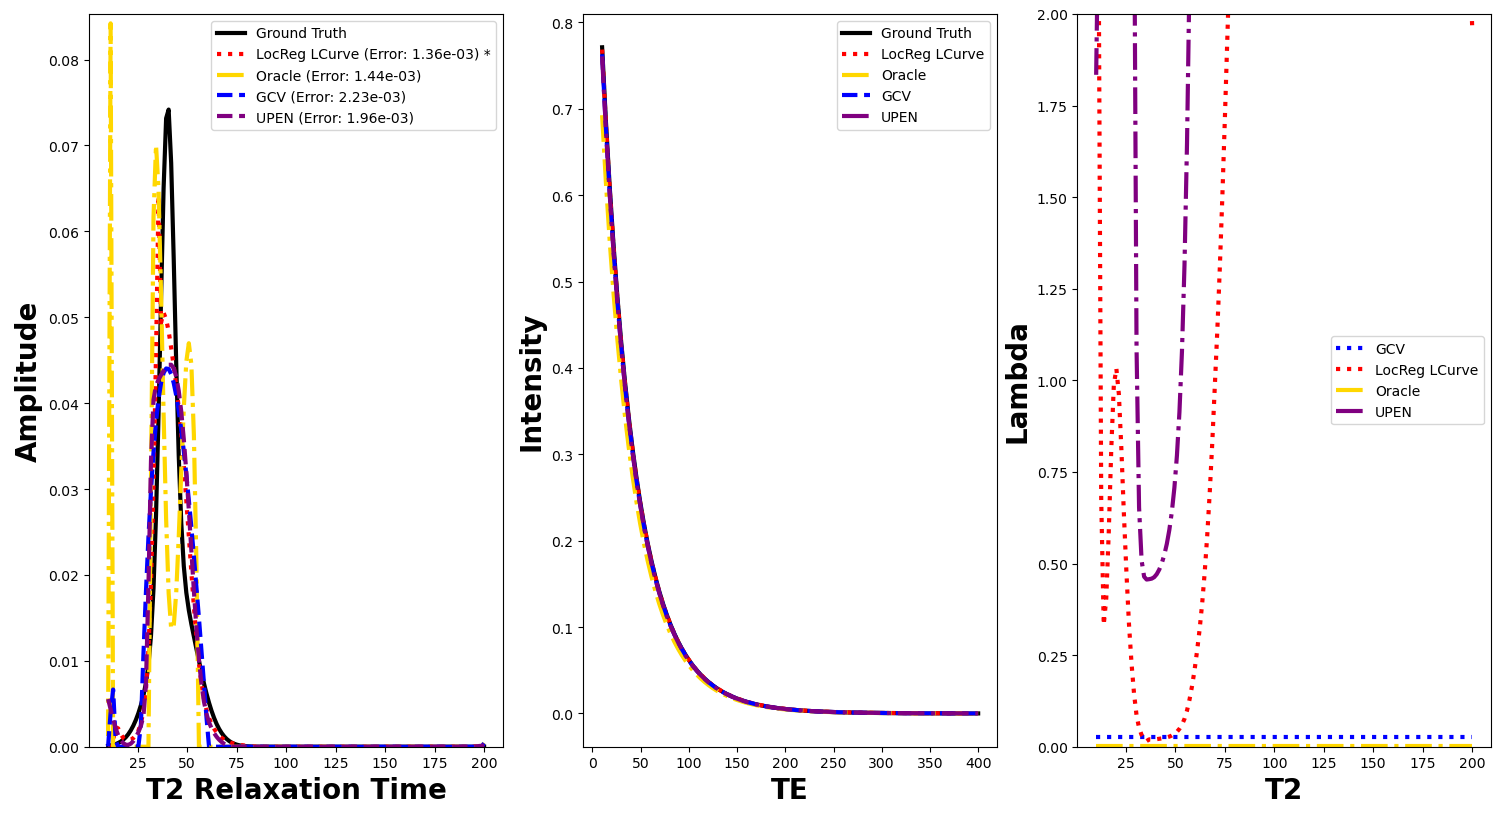 Ground Truth
LocReg LCurve (Error: 1.36e-03) *
Oracle (Error: 1.44e-03)
GCV (Error: 2.23e-03)
UPEN (Error: 1.96e-03)
0.08
0.07
0.06
0.05
0.04
0.03
0.02
0.01
0.00
Amplitude
25 50 75 100 125 150 175 200
T2 Relaxation Time
Ground Truth
LocReg LCurve
Oracle
GCV
UPEN
0.8
0.7
0.6
0.5
0.4
0.3
0.2
0.1
0.0
Intensity
0 50 100 150 200 250 300 350 400
TE
2.00
1.75
1.50
1.25
1.00
0.75
0.50
0.25
0.00
Lambda
GCV
LocReg LCurve
Oracle
UPEN
25 50 75 100 125 150 175 200
T2